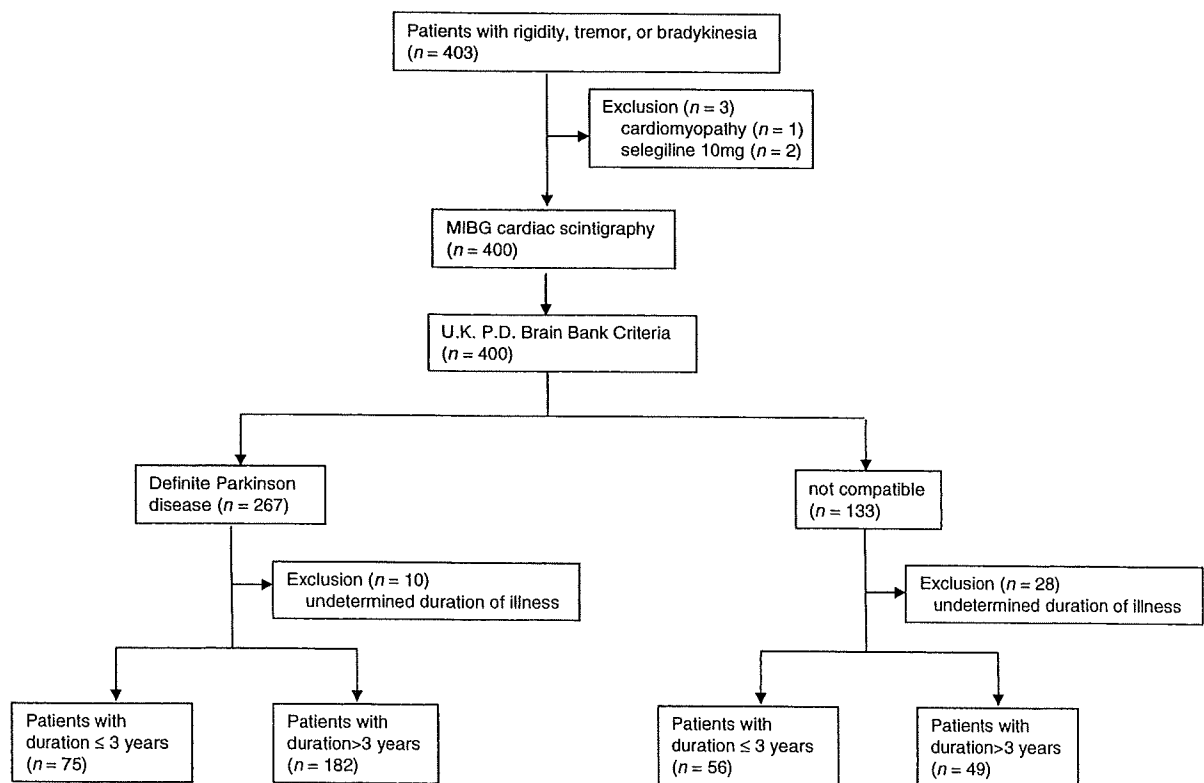 Patients with rigidity, tremor, or bradykinesia
(n = 403)
Exclusion (n = 3)
cardiomyopathy (n = 1)
selegiline 10mg (n = 2)
MIBG cardiac scintigraphy
(n = 400)
U.K. P.D. Brain Bank Criteria
(n = 400)
Definite Parkinson
disease (n = 267)
not compatible
(n = 133)
Exclusion (n = 10)
undetermined duration of illness
Exclusion (n = 28)
undetermined duration of illness
Patients with
duration ≤ 3 years
(n = 75)
Patients with
duration>3 years
(n = 182)
Patients with
duration ≤ 3 years
(n = 56)
Patients with
duration>3 years
(n = 49)